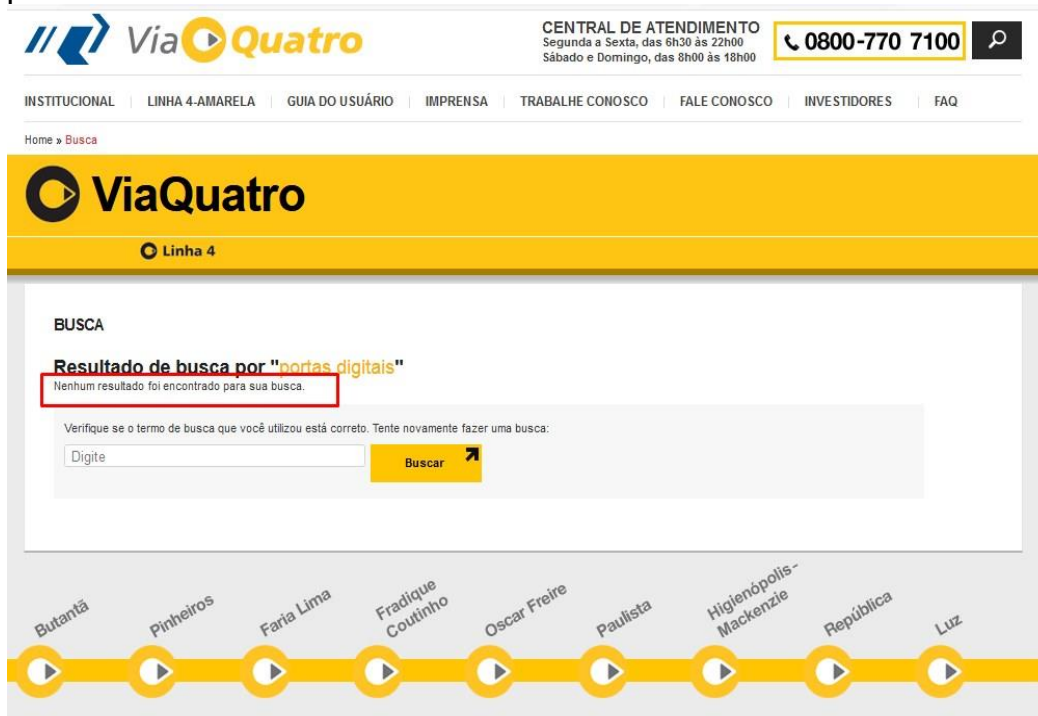 ViaQuatro
CENTRAL DE ATENDIMENTO
Segunda a Sexta, das 6h30 às 22h00
Sábado e Domingo, das 8h00 às 18h00
0800-770 7100
INSTITUCIONAL LINHA 4-AMARELA GUIA DO USUÁRIO IMPRENSA TRABALHE CONOSCO FALE CONOSCO INVESTIDORES FAQ
Home » Busca
ViaQuatro
Linha 4
BUSCA
Resultado de busca por "portas digitais"
Nenhum resultado foi encontrado para sua busca.
Verifique se o termo de busca que você utilizou está correto. Tente novamente fazer uma busca:
Digite
Buscar
Butantã
Pinheiros
Faria Lima
Fradique
Coutinho
Oscar Freire
Paulista
Higienópolis-
Mackenzie
República
Luz